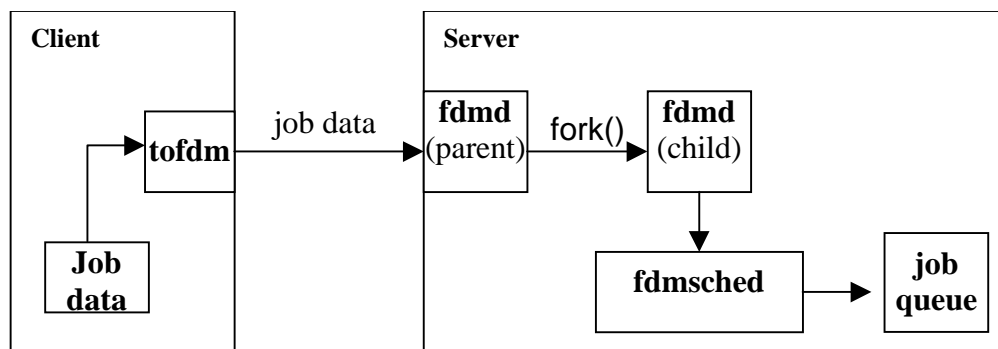 Client
Server
tofdm
job data
fdmd
(parent)
fork()
fdmd
(child)
Job
data
fdmsched
job
queue